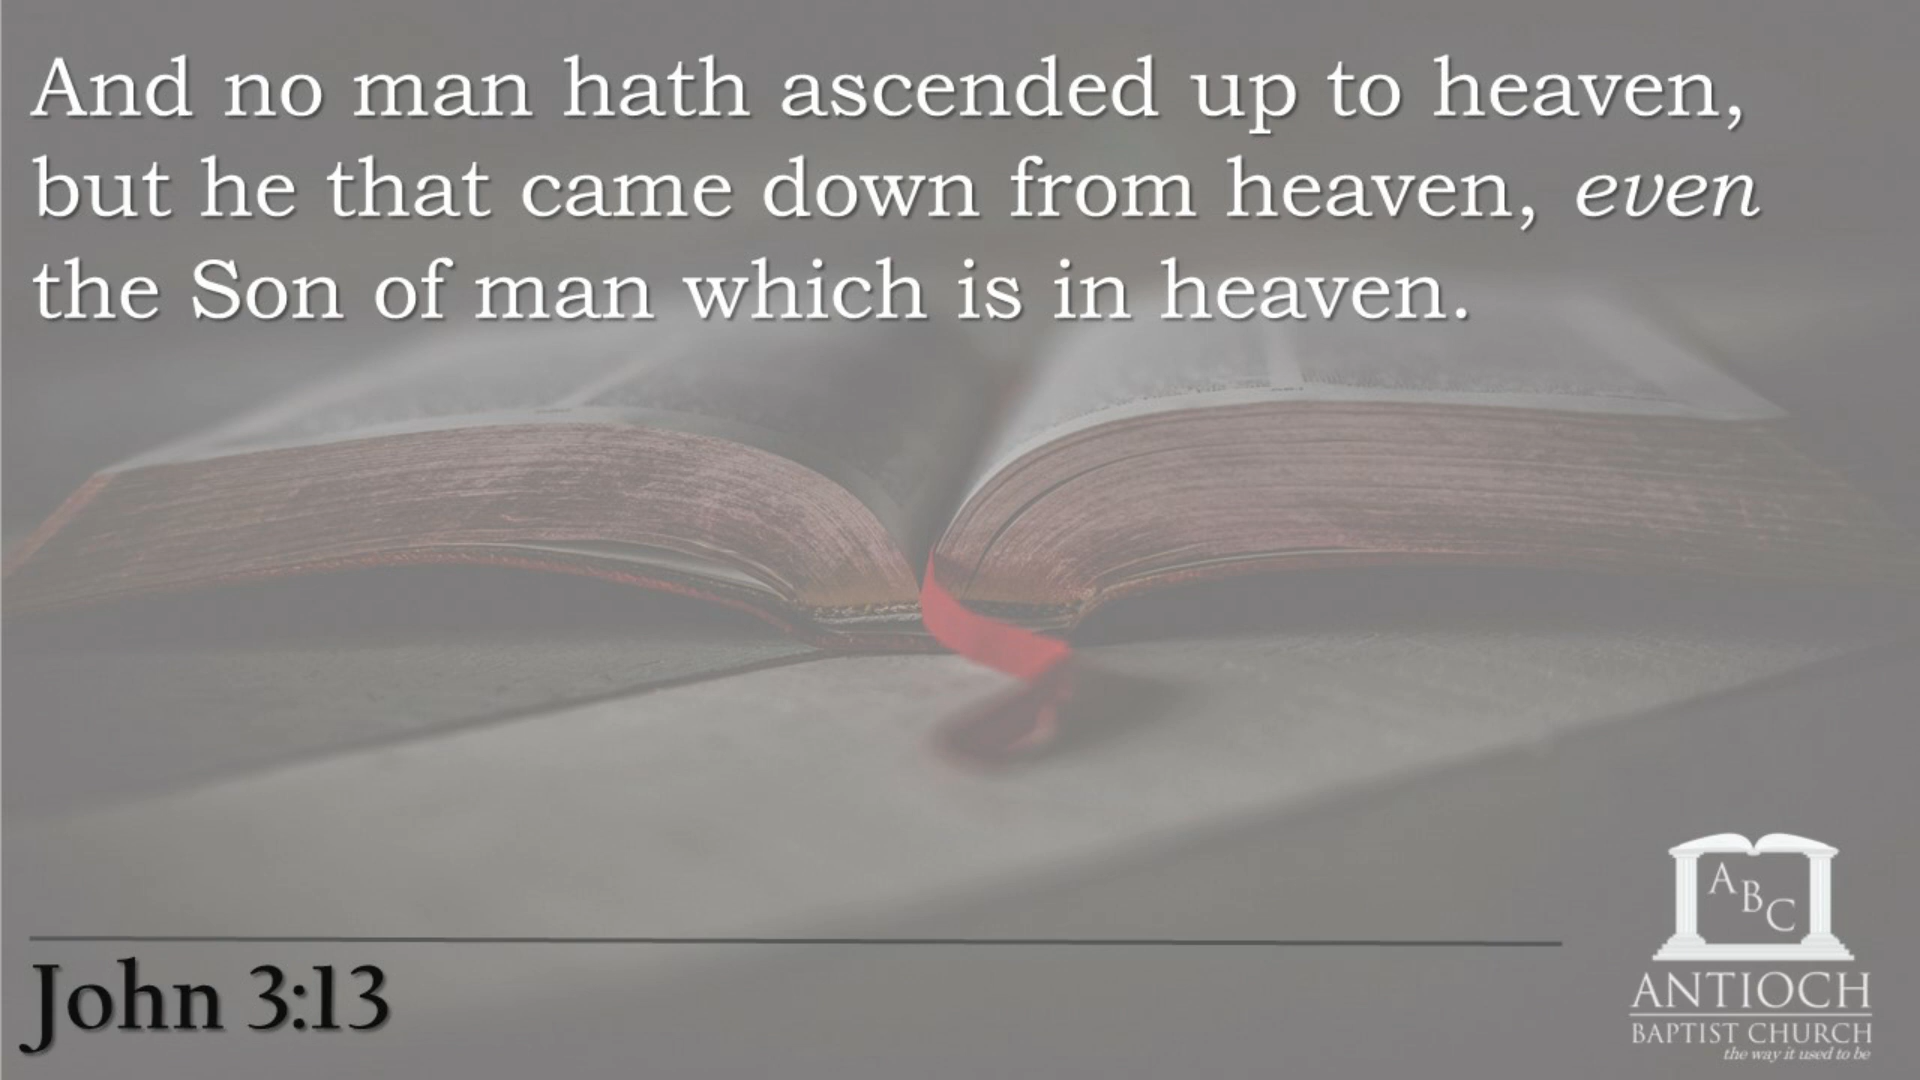 And no man hath ascended up to heaven,
but he that came down from heaven, even
the Son of man which is in heaven.
John 3:13
A B C
ANTIOCH
BAPTIST CHURCH
the way it used to be